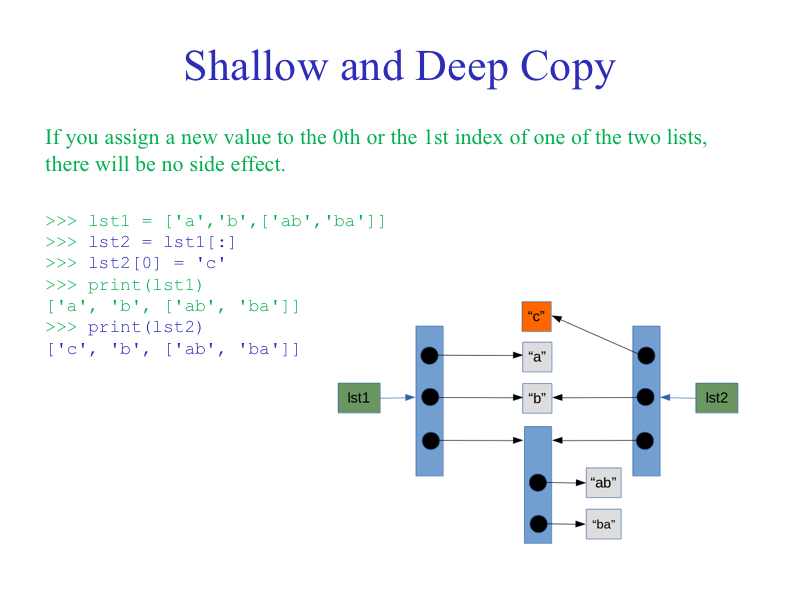 Shallow and Deep Copy
If you assign a new value to the 0th or the 1st index of one of the two lists,
there will be no side effect.
>>> lst1 = ['a','b',['ab','ba']]
>>> lst2 = lst1[:]
>>> lst2[0] = 'c'
>>> print(lst1)
['a', 'b', ['ab', 'ba']]
>>> print(lst2)
['c', 'b', ['ab', 'ba']]
“c”
“a”
lst1
“b”
lst2
“ab”
“ba”